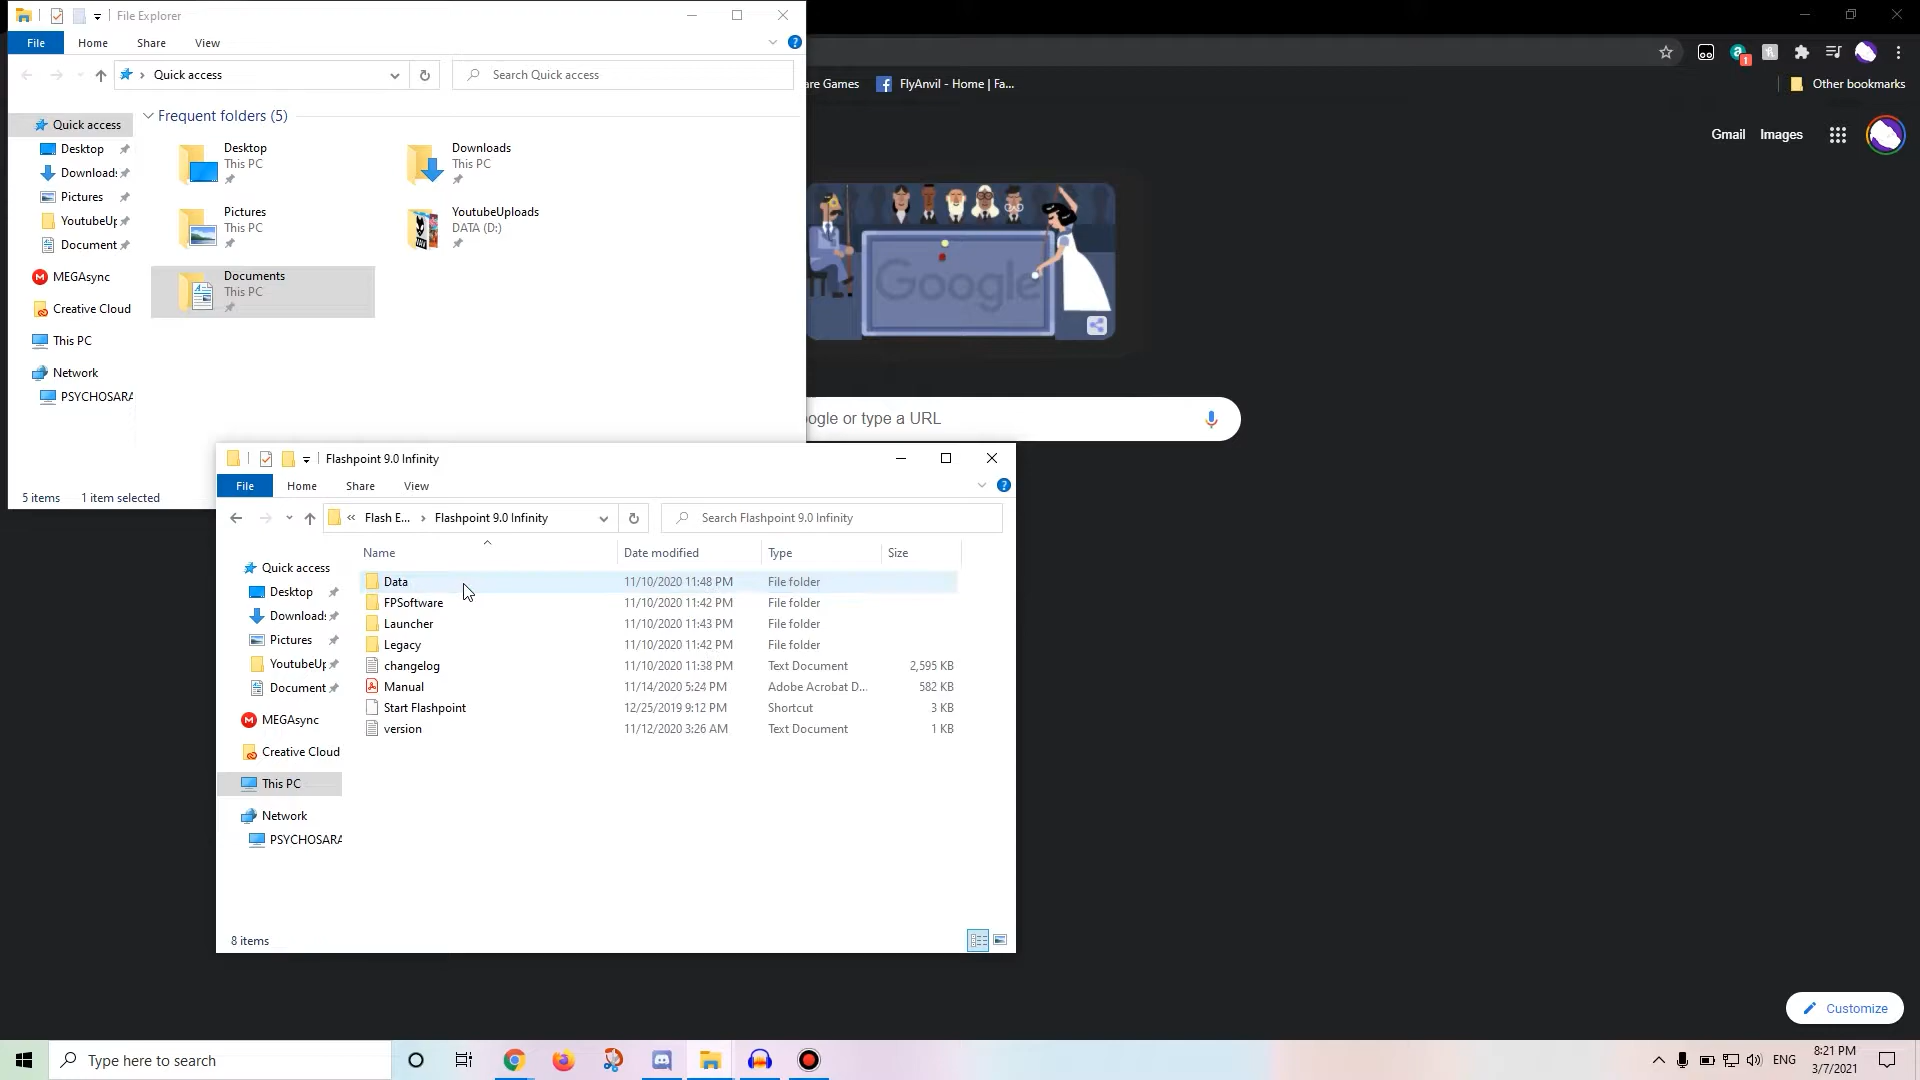 File Explorer
File Home Share View
Quick access
Search Quick access
Quick access
Desktop
Download
Pictures
YoutubeUp
Document
MEGAsync
Creative Cloud
This PC
Network
PSYCHOSARA
Frequent folders (5)
Desktop
This PC
Downloads
This PC
Pictures
This PC
YoutubeUploads
DATA (D:)
Documents
This PC
5 items 1 item selected
are Games
FlyAnvil - Home | Fa...
Other bookmarks
Gmail Images
Google
ogle or type a URL
Flashpoint 9.0 Infinity
File Home Share View
« Flash E... › Flashpoint 9.0 Infinity
Search Flashpoint 9.0 Infinity
Quick access
Desktop
Download
Pictures
YoutubeUp
Document
MEGAsync
Creative Cloud
This PC
Network
PSYCHOSARA
Name Date modified Type Size
Data 11/10/2020 11:48 PM File folder
FPSoftware 11/10/2020 11:42 PM File folder
Launcher 11/10/2020 11:43 PM File folder
Legacy 11/10/2020 11:42 PM File folder
changelog 11/10/2020 11:38 PM Text Document 2,595 KB
Manual 11/14/2020 5:24 PM Adobe Acrobat D... 582 KB
Start Flashpoint 12/25/2019 9:12 PM Shortcut 3 KB
version 11/12/2020 3:26 AM Text Document 1 KB
8 items
Customize
Type here to search
ENG
8:21 PM
3/7/2021